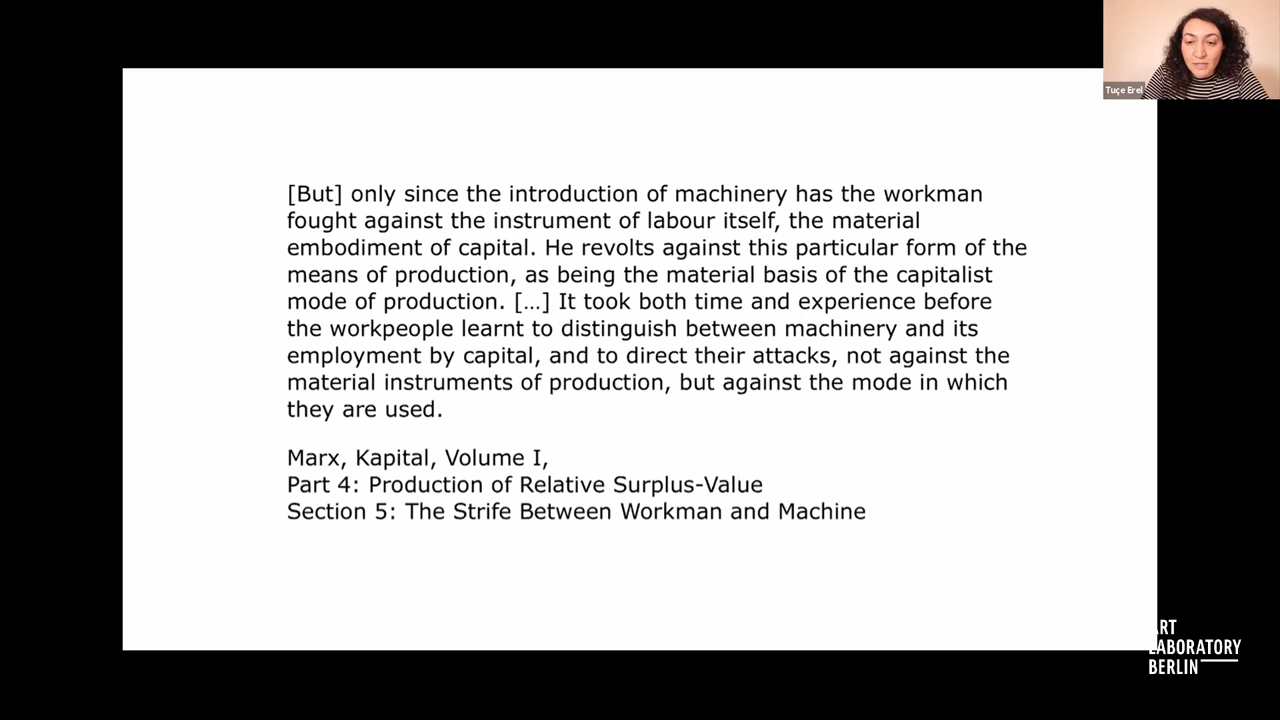 Tuçe Erel
[But] only since the introduction of machinery has the workman
fought against the instrument of labour itself, the material
embodiment of capital. He revolts against this particular form of the
means of production, as being the material basis of the capitalist
mode of production. […] It took both time and experience before
the workpeople learnt to distinguish between machinery and its
employment by capital, and to direct their attacks, not against the
material instruments of production, but against the mode in which
they are used.
Marx, Kapital, Volume I,
Part 4: Production of Relative Surplus-Value
Section 5: The Strife Between Workman and Machine
ART
LABORATORY
BERLIN